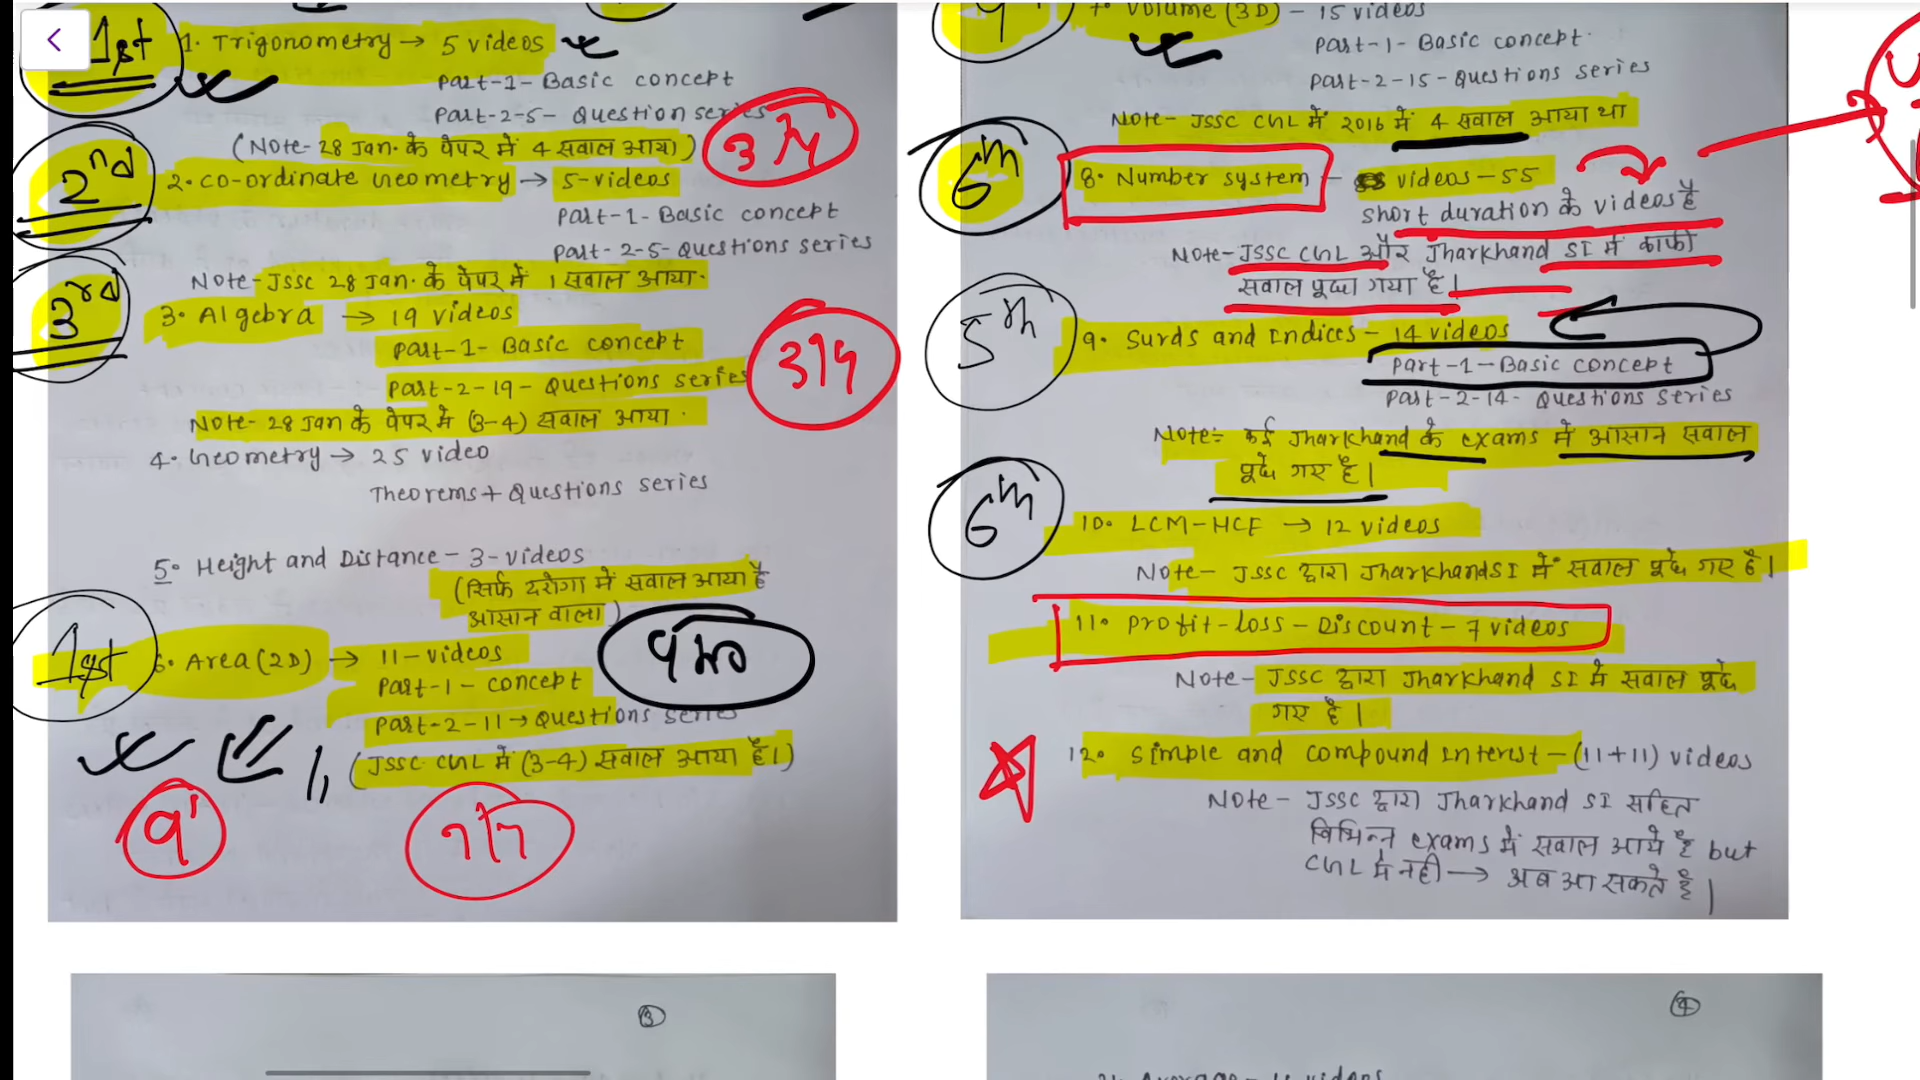 1st
1. Trigonometry → 5 videos
Part-1- Basic concept
Part-2-5- Question series
(Note- 28 Jan. के पेपर में 4 सवाल आया)
2nd
2. Co-ordinate Geometry → 5-videos
Part-1- Basic concept
Part-2-5- Questions series
Note- JSSC 28 Jan. के पेपर में 1 सवाल आया.
3rd
3. Algebra → 19 videos
Part-1- Basic concept
Part-2-19- Questions series
Note- 28 Jan के पेपर में (3-4) सवाल आया.
4. Geometry → 25 video
Theorems + Questions series
5. Height and Distance - 3-videos
(सिर्फ दरोगा में सवाल आया है
आसान वाला)
1st
6. Area (2D) → 11-videos
Part-1- concept
Part-2-11 → Questions series
(JSSC CGL में (3-4) सवाल आया है।)
7. Volume (3D) - 15 videos
Part-1- Basic concept.
Part-2-15- Questions series
Note- JSSC CGL में 2016 में 4 सवाल आया था
6th
8. Number system - videos-55
short duration के videos है
Note- JSSC CGL और Jharkhand SI में काफी
सवाल पूछा गया है।
5th
9. Surds and Indices - 14 videos
Part-1- Basic concept
Part-2-14- Questions series
Note: कई Jharkhand के exams में आसान सवाल
पूछे गए है।
6th
10. LCM-HCF → 12 videos
Note- JSSC द्वारा Jharkhand SI में सवाल पूछे गए है।
11. Profit-loss-Discount- 7 videos
Note- JSSC द्वारा Jharkhand SI में सवाल पूछे
गए है।
12. Simple and Compound Interest - (11+11) videos
Note- JSSC द्वारा Jharkhand SI सहित
विभिन्न exams में सवाल आये है but
CGL में नही → अब आ सकते है।
3
4